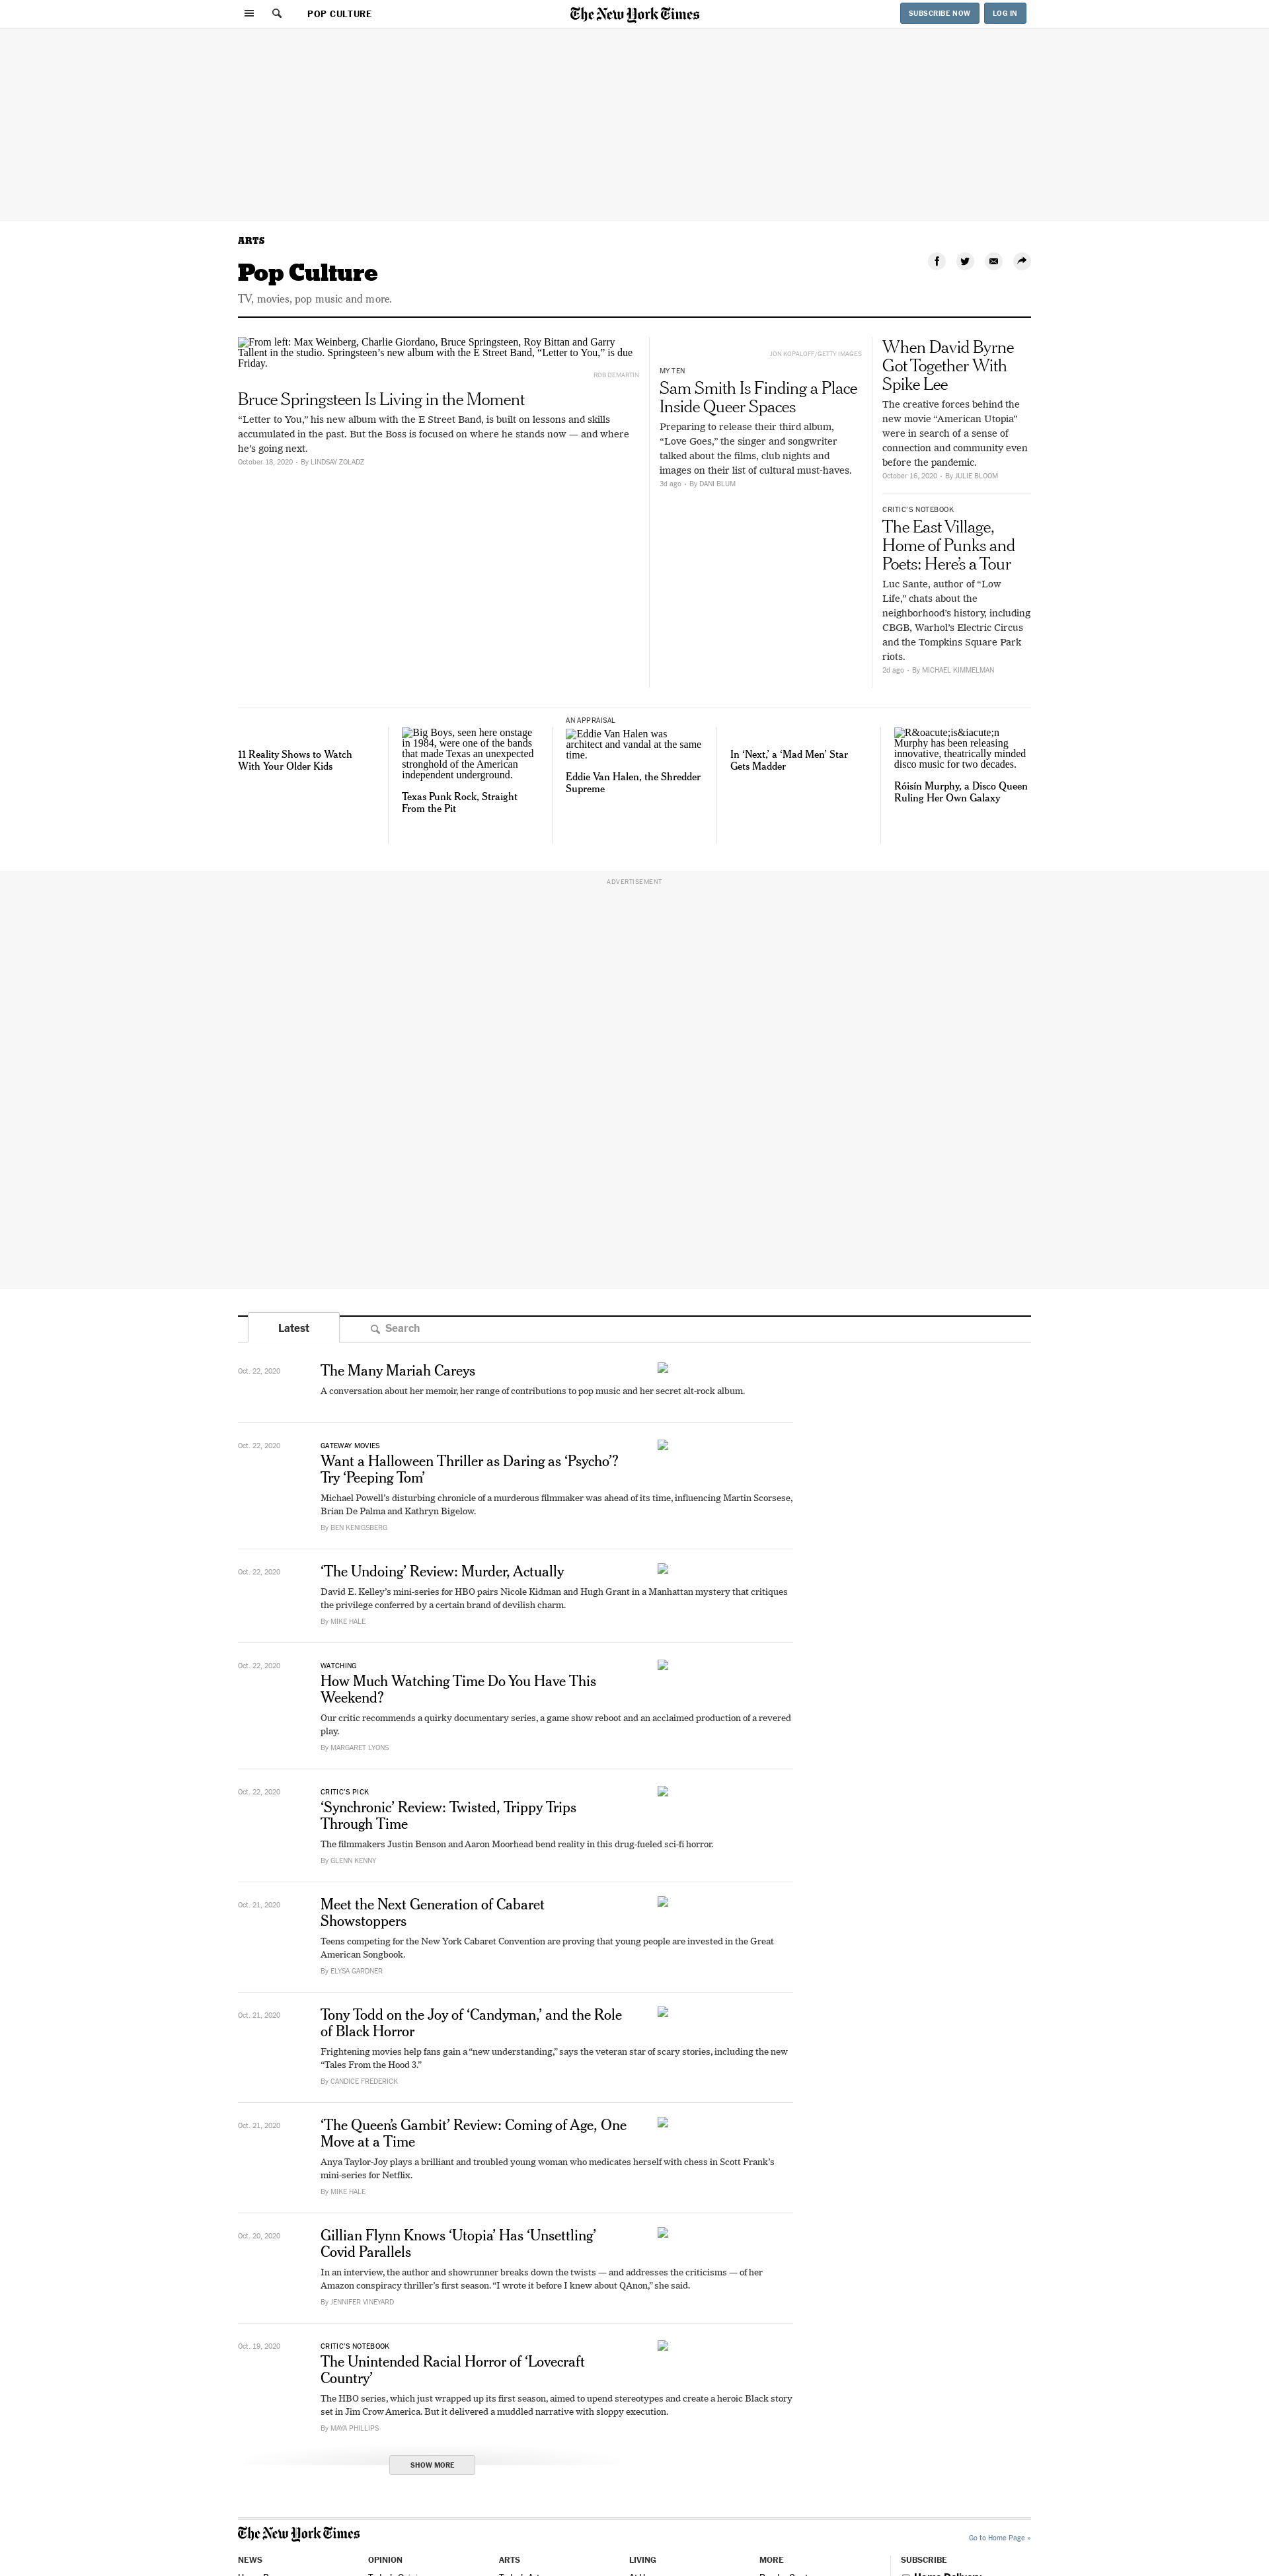 POP CULTURE
The New York Times
SUBSCRIBE NOW
LOG IN
ARTS
Pop Culture
TV, movies, pop music and more.
From left: Max Weinberg, Charlie Giordano, Bruce Springsteen, Roy Bittan and Garry
Tallent in the studio. Springsteen’s new album with the E Street Band, “Letter to You,” is due
Friday.
ROB DEMARTIN
Bruce Springsteen Is Living in the Moment
“Letter to You,” his new album with the E Street Band, is built on lessons and skills
accumulated in the past. But the Boss is focused on where he stands now — and where
he’s going next.
October 18, 2020 • By LINDSAY ZOLADZ
JON KOPALOFF/GETTY IMAGES
MY TEN
Sam Smith Is Finding a Place
Inside Queer Spaces
Preparing to release their third album,
“Love Goes,” the singer and songwriter
talked about the films, club nights and
images on their list of cultural must-haves.
3d ago • By DANI BLUM
When David Byrne
Got Together With
Spike Lee
The creative forces behind the
new movie “American Utopia”
were in search of a sense of
connection and community even
before the pandemic.
October 16, 2020 • By JULIE BLOOM
CRITIC’S NOTEBOOK
The East Village,
Home of Punks and
Poets: Here’s a Tour
Luc Sante, author of “Low
Life,” chats about the
neighborhood’s history, including
CBGB, Warhol’s Electric Circus
and the Tompkins Square Park
riots.
2d ago • By MICHAEL KIMMELMAN
11 Reality Shows to Watch
With Your Older Kids
Big Boys, seen here onstage
in 1984, were one of the bands
that made Texas an unexpected
stronghold of the American
independent underground.
Texas Punk Rock, Straight
From the Pit
AN APPRAISAL
Eddie Van Halen was
architect and vandal at the same
time.
Eddie Van Halen, the Shredder
Supreme
In ‘Next,’ a ‘Mad Men’ Star
Gets Madder
R&oacute;is&iacute;n
Murphy has been releasing
innovative, theatrically minded
disco music for two decades.
Róisín Murphy, a Disco Queen
Ruling Her Own Galaxy
ADVERTISEMENT
Latest
Search
Oct. 22, 2020
The Many Mariah Careys
A conversation about her memoir, her range of contributions to pop music and her secret alt-rock album.
Oct. 22, 2020
GATEWAY MOVIES
Want a Halloween Thriller as Daring as ‘Psycho’?
Try ‘Peeping Tom’
Michael Powell’s disturbing chronicle of a murderous filmmaker was ahead of its time, influencing Martin Scorsese,
Brian De Palma and Kathryn Bigelow.
By BEN KENIGSBERG
Oct. 22, 2020
‘The Undoing’ Review: Murder, Actually
David E. Kelley’s mini-series for HBO pairs Nicole Kidman and Hugh Grant in a Manhattan mystery that critiques
the privilege conferred by a certain brand of devilish charm.
By MIKE HALE
Oct. 22, 2020
WATCHING
How Much Watching Time Do You Have This
Weekend?
Our critic recommends a quirky documentary series, a game show reboot and an acclaimed production of a revered
play.
By MARGARET LYONS
Oct. 22, 2020
CRITIC’S PICK
‘Synchronic’ Review: Twisted, Trippy Trips
Through Time
The filmmakers Justin Benson and Aaron Moorhead bend reality in this drug-fueled sci-fi horror.
By GLENN KENNY
Oct. 21, 2020
Meet the Next Generation of Cabaret
Showstoppers
Teens competing for the New York Cabaret Convention are proving that young people are invested in the Great
American Songbook.
By ELYSA GARDNER
Oct. 21, 2020
Tony Todd on the Joy of ‘Candyman,’ and the Role
of Black Horror
Frightening movies help fans gain a “new understanding,” says the veteran star of scary stories, including the new
“Tales From the Hood 3.”
By CANDICE FREDERICK
Oct. 21, 2020
‘The Queen’s Gambit’ Review: Coming of Age, One
Move at a Time
Anya Taylor-Joy plays a brilliant and troubled young woman who medicates herself with chess in Scott Frank’s
mini-series for Netflix.
By MIKE HALE
Oct. 20, 2020
Gillian Flynn Knows ‘Utopia’ Has ‘Unsettling’
Covid Parallels
In an interview, the author and showrunner breaks down the twists — and addresses the criticisms — of her
Amazon conspiracy thriller’s first season. “I wrote it before I knew about QAnon,” she said.
By JENNIFER VINEYARD
Oct. 19, 2020
CRITIC’S NOTEBOOK
The Unintended Racial Horror of ‘Lovecraft
Country’
The HBO series, which just wrapped up its first season, aimed to upend stereotypes and create a heroic Black story
set in Jim Crow America. But it delivered a muddled narrative with sloppy execution.
By MAYA PHILLIPS
SHOW MORE
The New York Times
Go to Home Page »
NEWS
OPINION
ARTS
LIVING
MORE
SUBSCRIBE